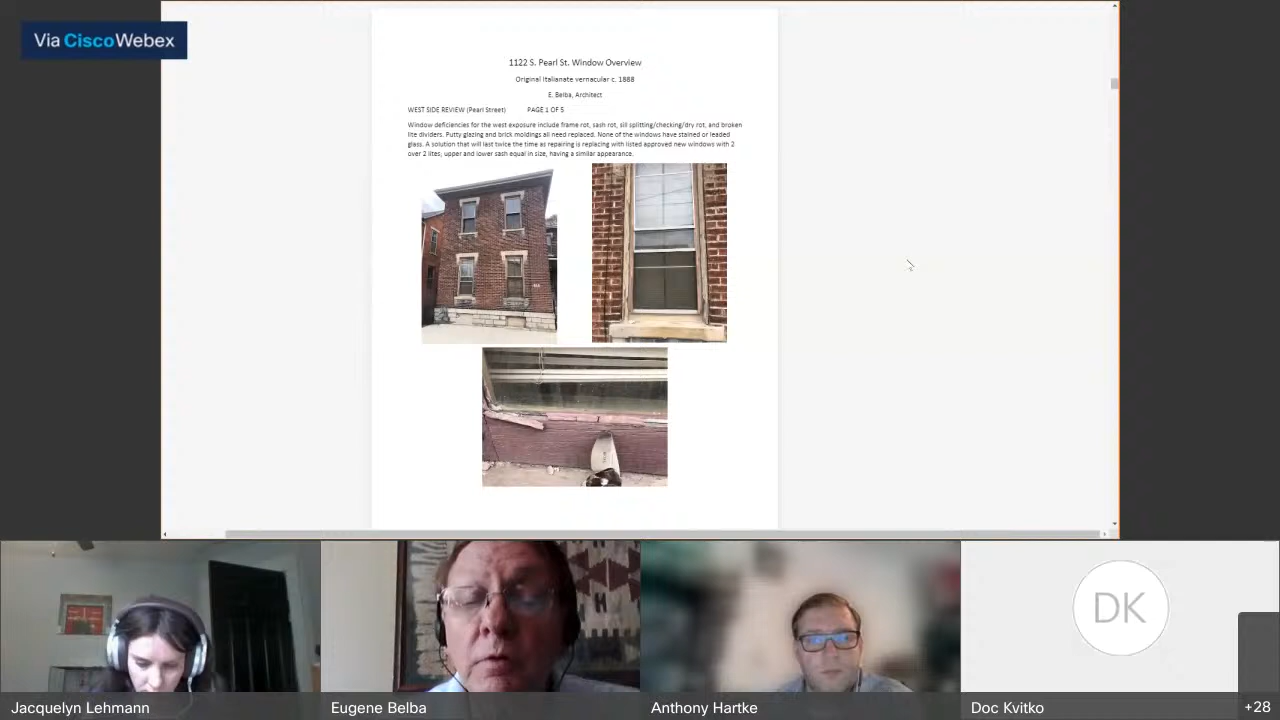 Via Cisco Webex
1122 S. Pearl St. Window Overview
Original Italianate vernacular c. 1888
E. Belba, Architect
WEST SIDE REVIEW (Pearl Street) PAGE 1 OF 5
Window deficiencies for the west exposure include frame rot, sash rot, sill splitting/checking/dry rot, and broken
lite dividers. Putty glazing and brick moldings all need replaced. None of the windows have stained or leaded
glass. A solution that will last twice the time as repairing is replacing with listed approved new windows with 2
over 2 lites; upper and lower sash equal in size, having a similar appearance.
DK
Jacquelyn Lehmann
Eugene Belba
Anthony Hartke
Doc Kvitko
+28